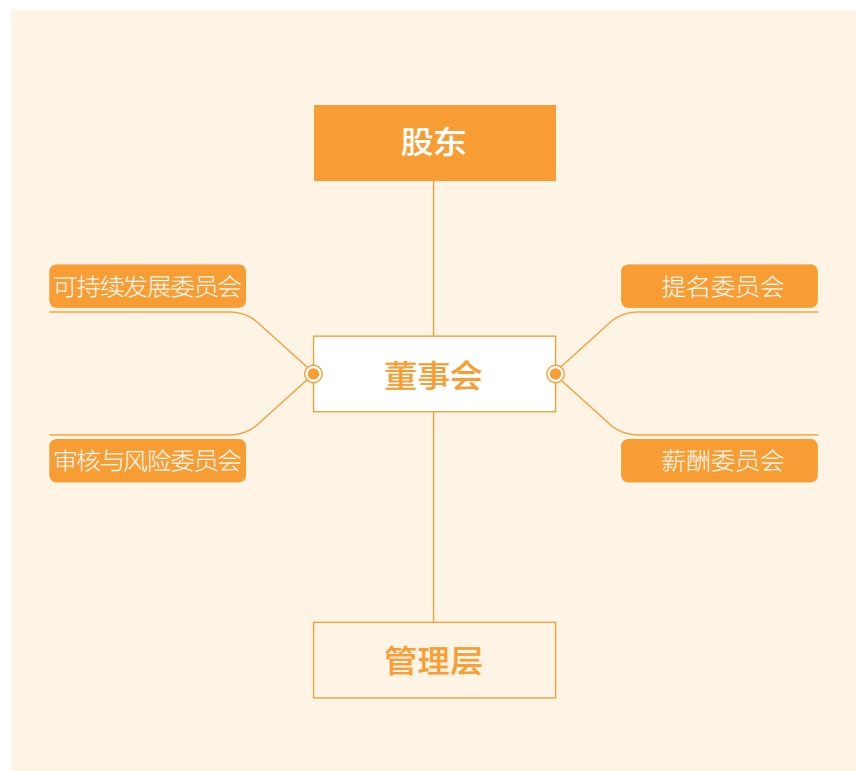 股东
可持续发展委员会
提名委员会
董事会
审核与风险委员会
薪酬委员会
管理层